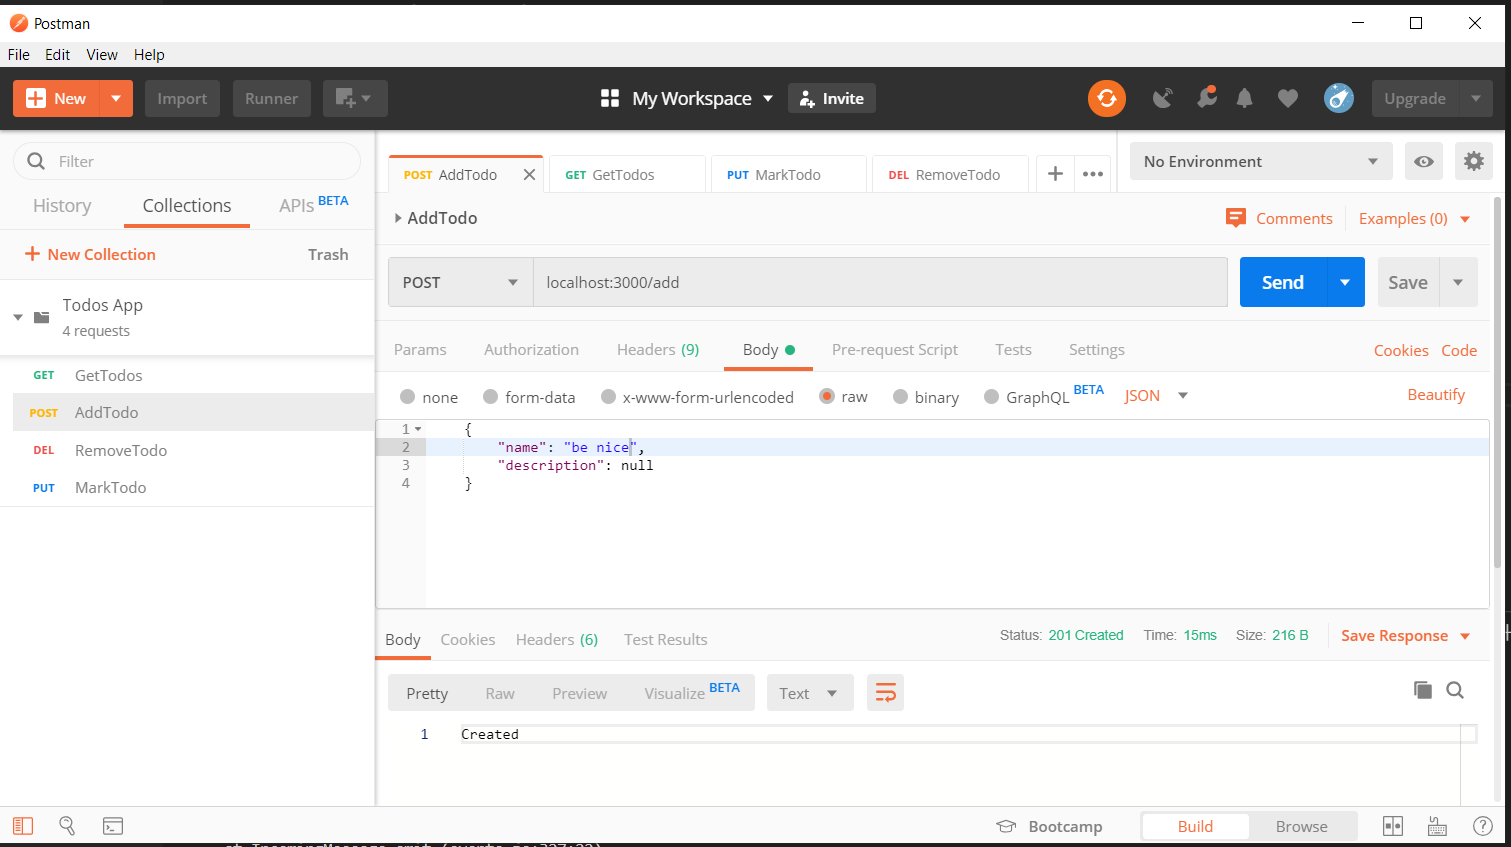 Postman
File Edit View Help
New Import Runner My Workspace Invite Upgrade
Filter
History Collections APIs BETA
New Collection Trash
Todos App
4 requests
GET GetTodos
POST AddTodo
DEL RemoveTodo
PUT MarkTodo
POST AddTodo GET GetTodos PUT MarkTodo DEL RemoveTodo No Environment
AddTodo Comments Examples (0)
POST localhost:3000/add Send Save
Params Authorization Headers (9) Body Pre-request Script Tests Settings Cookies Code
none form-data x-www-form-urlencoded raw binary GraphQL BETA JSON Beautify
1 {
2 "name": "be nice",
3 "description": null
4 }
Body Cookies Headers (6) Test Results Status: 201 Created Time: 15ms Size: 216 B Save Response
Pretty Raw Preview Visualize BETA Text
1 Created
Bootcamp Build Browse